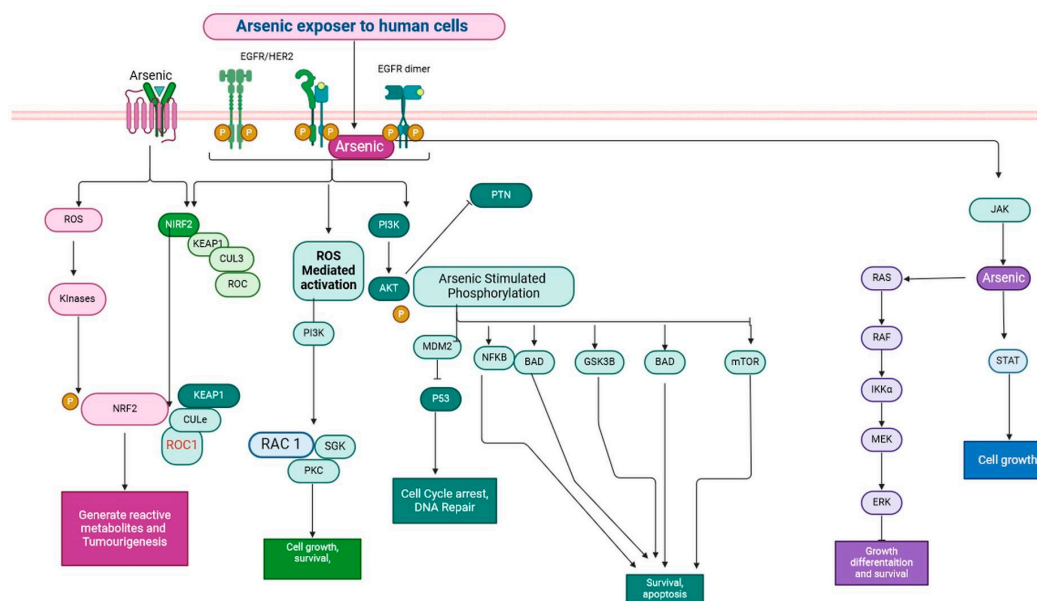 Arsenic exposer to human cells
EGFR/HER2
EGFR dimer
Arsenic
P
P
P
P
P
P
Arsenic
PTN
ROS
NIRF2
PI3K
JAK
KEAP1
CUL3
ROC
ROS
Mediated
activation
AKT
P
Arsenic Stimulated
Phosphorylation
RAS
Arsenic
KInases
PI3K
MDM2
NFKB
BAD
GSK3B
BAD
mTOR
RAF
STAT
IKKα
P
NRF2
KEAP1
CULe
ROC1
P53
RAC 1
SGK
PKC
MEK
Cell growth
Cell Cycle arrest,
DNA Repair
ERK
Generate reactive
metabolites and
Tumourigenesis
Cell growth,
survival,
Growth
differentaition
and survival
Survival,
apoptosis